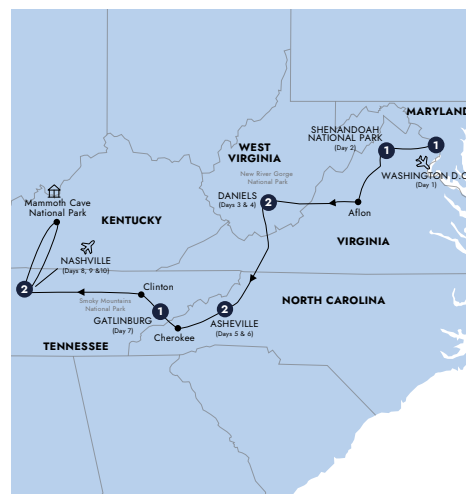 MARYLAND
SHENANDOAH
NATIONAL PARK
(Day 2)
1
1
WASHINGTON D.C
(Day 1)
WEST
VIRGINIA
New River Gorge
National Park
DANIELS
(Days 3 & 4)
2
Aflon
VIRGINIA
Mammoth Cave
National Park
KENTUCKY
NASHVILLE
(Days 8, 9 &10)
2
Clinton
Smoky Mountains
National Park
GATLINBURG
(Day 7)
1
2
ASHEVILLE
(Days 5 & 6)
Cherokee
NORTH CAROLINA
TENNESSEE